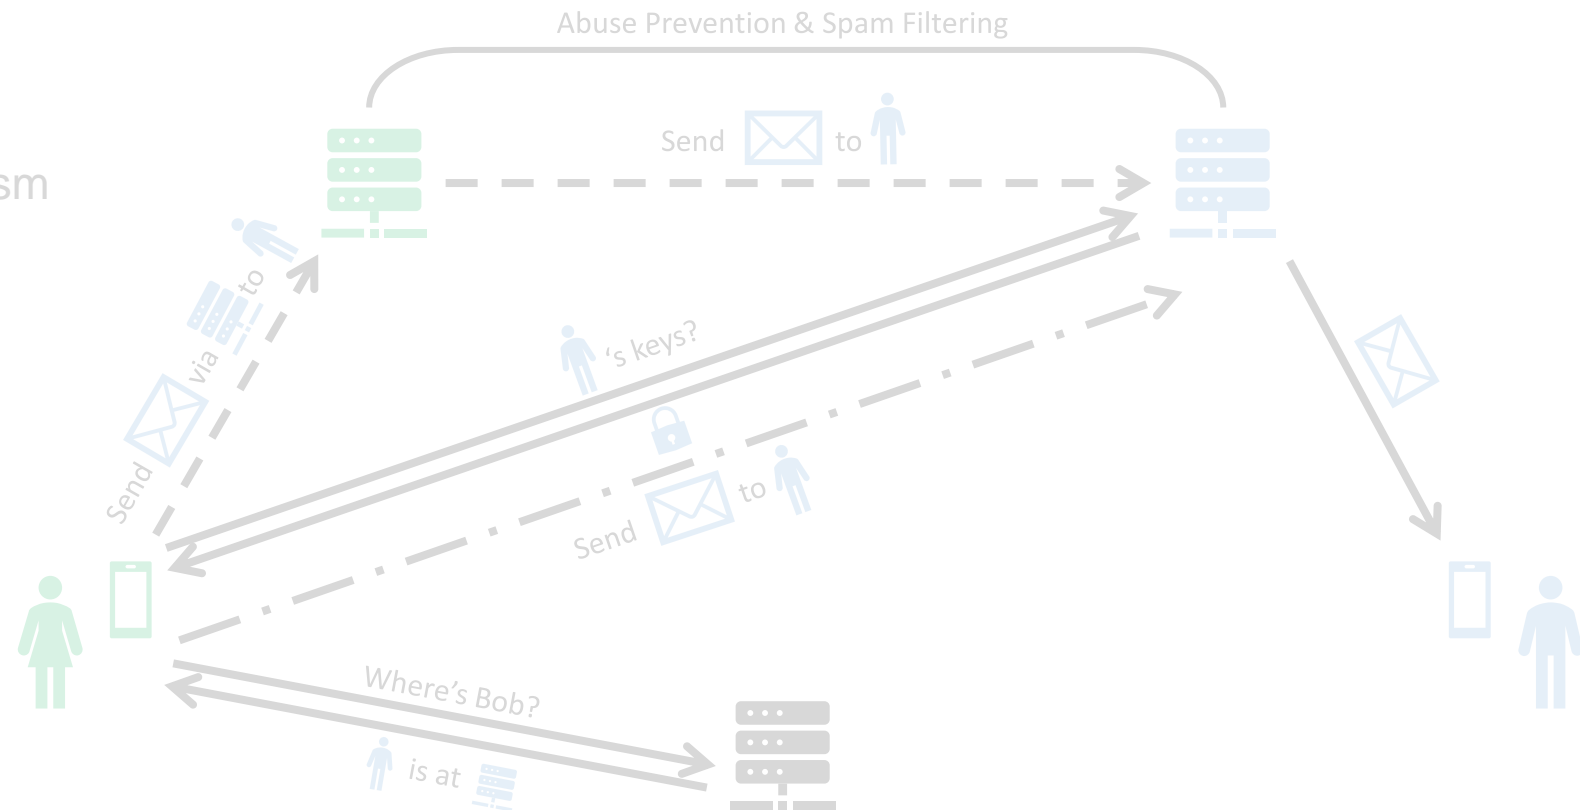 Abuse Prevention & Spam Filtering
Send to
sm
Send via to
's keys?
Send to
Where's Bob?
is at